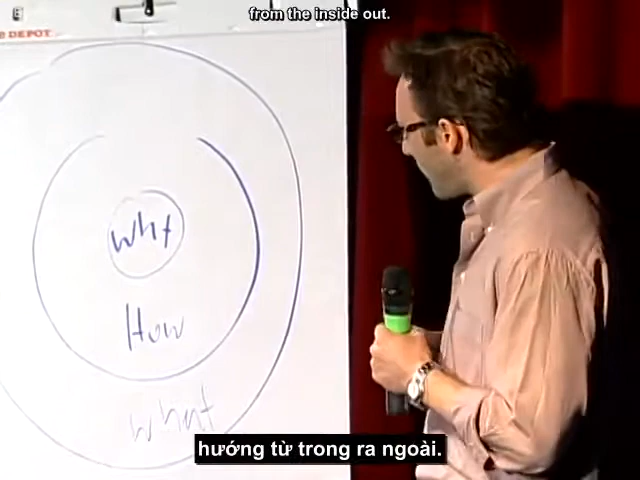 from the inside out.
DEPOT
why
How
what
hướng từ trong ra ngoài.